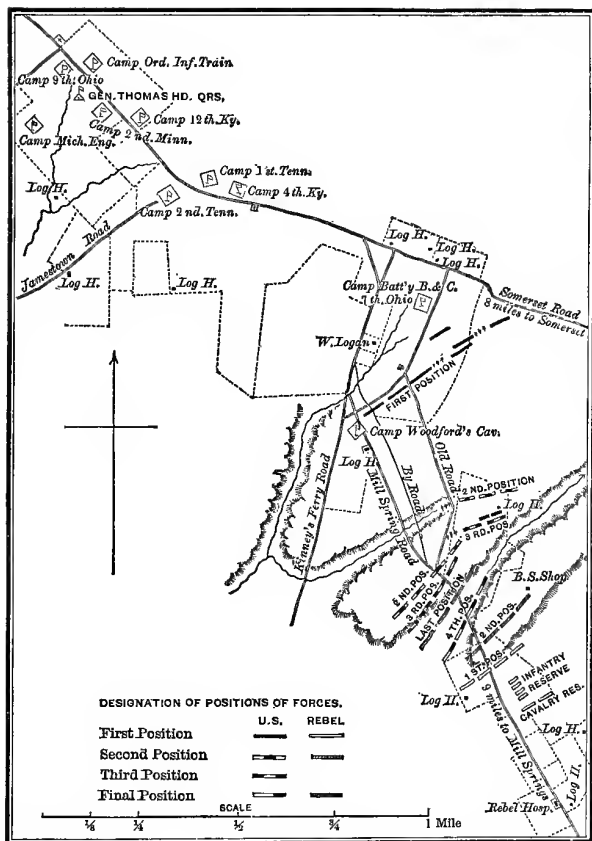 Camp Ord. Inf. Train
Camp 9th. Ohio
GEN. THOMAS HD. QRS,
Camp 12th. Ky.
Camp 2nd. Minn.
Camp Mich. Eng.
Camp 1st. Tenn.
Camp 4th. Ky.
Log H.
Camp 2nd. Tenn.
Jamestown Road
Log H.
Log H.
Log H.
Log H.
Log H.
Somerset Road
8 miles to Somerset
Camp Batt'y B. & C.
1th. Ohio
W. Logan
FIRST POSITION
Camp Woodford's Cav.
Log H.
Kinney's Ferry Road
Mill Spring Road
By Road
Old Road
2 ND. POSITION
Log H.
3 RD. POS.
2 ND. POS.
3 RD. POS.
LAST POSITION
4 TH. POS.
B.S. Shop
2 ND. POS.
1 ST. POS.
INFANTRY
RESERVE
CAVALRY RES.
Log H.
9 miles to Mill Springs
Log H.
Log H.
Rebel Hosp.
DESIGNATION OF POSITIONS OF FORCES.
U.S. REBEL
First Position
Second Position
Third Position
Final Position
SCALE
1/8 1/4 1/2 3/4 1 Mile